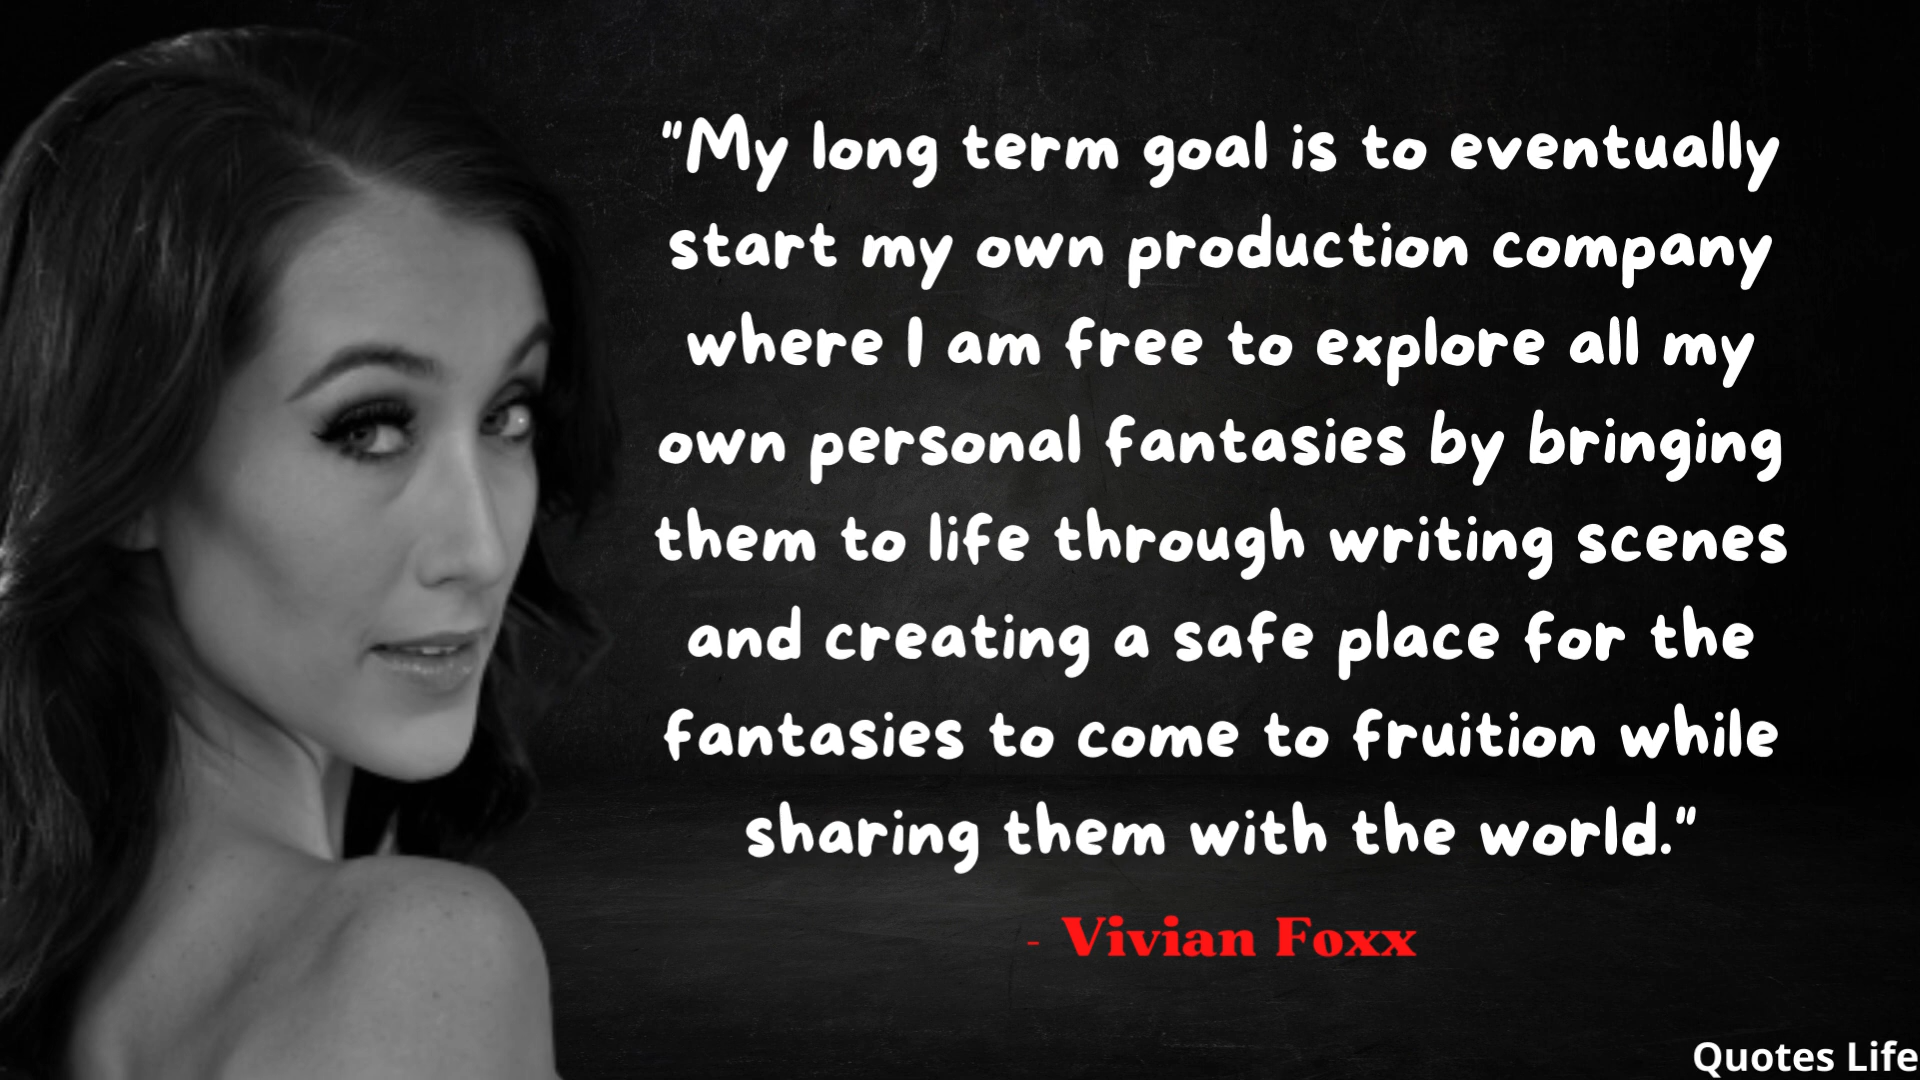 "My long term goal is to eventually
start my own production company
where I am free to explore all my
own personal fantasies by bringing
them to life through writing scenes
and creating a safe place for the
fantasies to come to fruition while
sharing them with the world."
- Vivian Foxx
Quotes Life